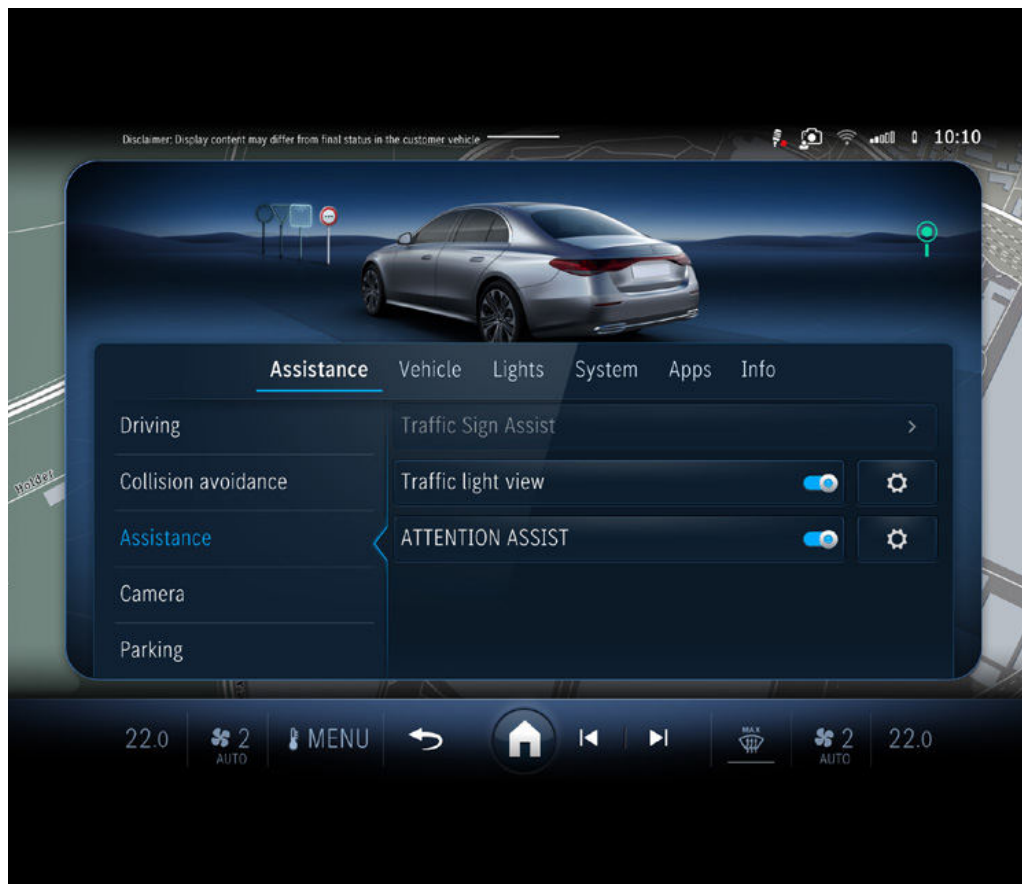 Disclaimer: Display content may differ from final status in the customer vehicle
10:10
Assistance Vehicle Lights System Apps Info
Driving
Traffic Sign Assist
Collision avoidance
Traffic light view
Assistance
ATTENTION ASSIST
Camera
Parking
Holder
22.0 2 AUTO MENU MAX 2 AUTO 22.0